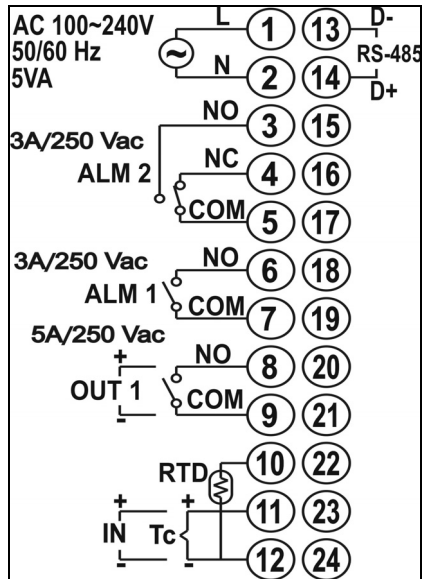 AC 100~240V
50/60 Hz
5VA
L
N
1
13
D-
RS-485
2
14
D+
NO
3
15
3A/250 Vac
ALM 2
NC
4
16
COM
5
17
3A/250 Vac
ALM 1
NO
6
18
COM
7
19
5A/250 Vac
+
OUT 1
-
NO
8
20
COM
9
21
RTD
10
22
+
IN
-
Tc
+
-
11
23
12
24